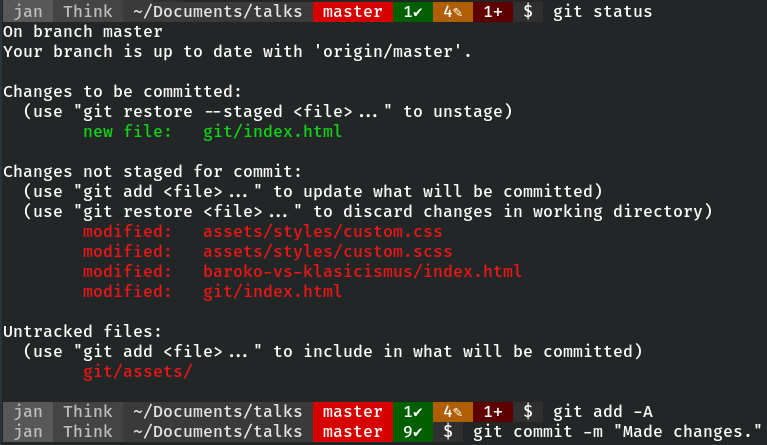 jan Think ~/Documents/talks master 1✔ 4✎ 1+ $ git status
On branch master
Your branch is up to date with 'origin/master'.
Changes to be committed:
(use "git restore --staged <file>..." to unstage)
new file: git/index.html
Changes not staged for commit:
(use "git add <file>..." to update what will be committed)
(use "git restore <file>..." to discard changes in working directory)
modified: assets/styles/custom.css
modified: assets/styles/custom.scss
modified: baroko-vs-klasicismus/index.html
modified: git/index.html
Untracked files:
(use "git add <file>..." to include in what will be committed)
git/assets/
jan Think ~/Documents/talks master 1✔ 4✎ 1+ $ git add -A
jan Think ~/Documents/talks master 9✔ $ git commit -m "Made changes."